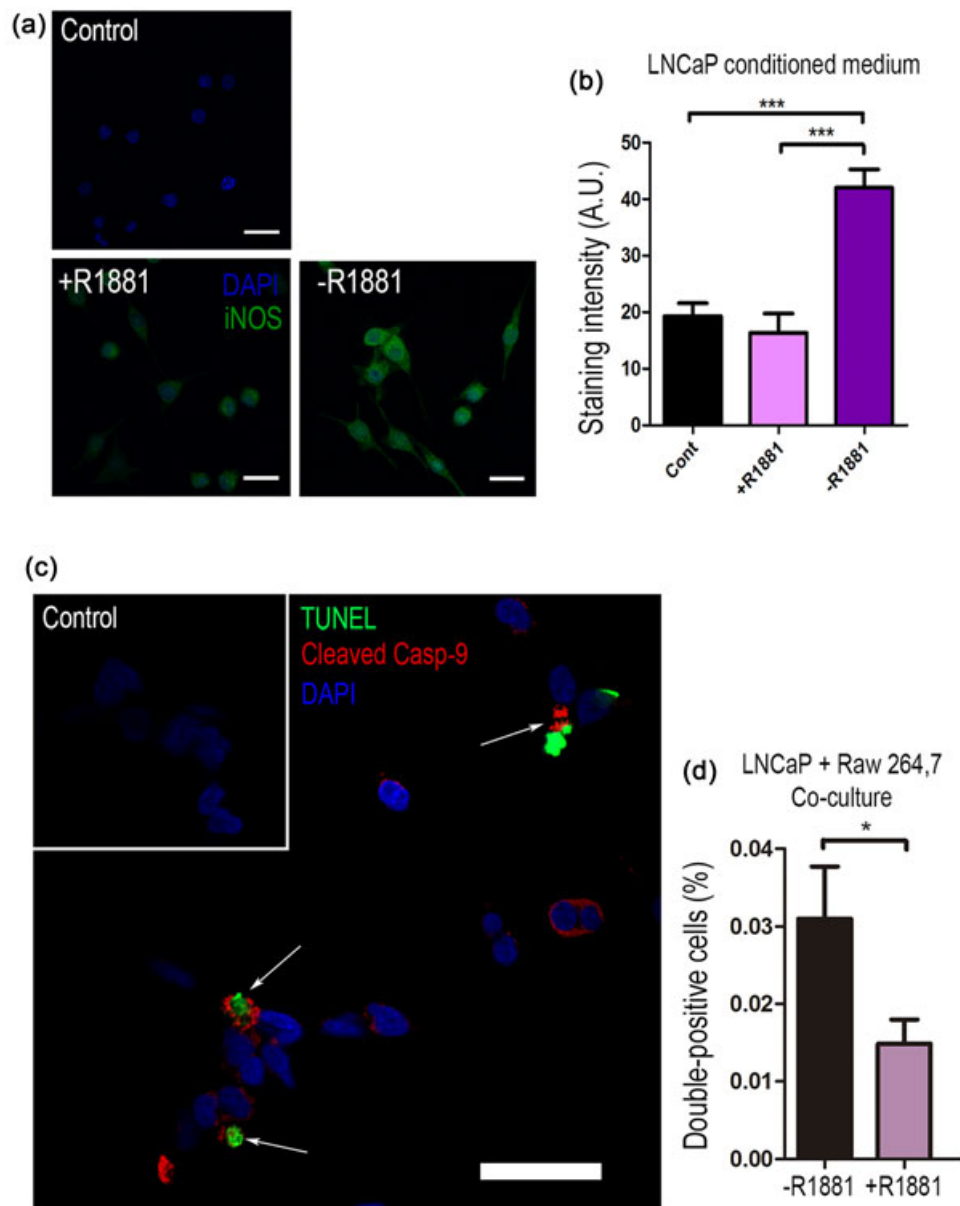 (a)
Control
+R1881
DAPI
iNOS
-R1881
(b)
LNCaP conditioned medium
***
***
Staining intensity (A.U.)
50
40
30
20
10
0
Cont
+R1881
-R1881
(c)
Control
TUNEL
Cleaved Casp-9
DAPI
(d)
LNCaP + Raw 264,7
Co-culture
*
Double-positive cells (%)
0.04
0.03
0.02
0.01
0.00
-R1881
+R1881